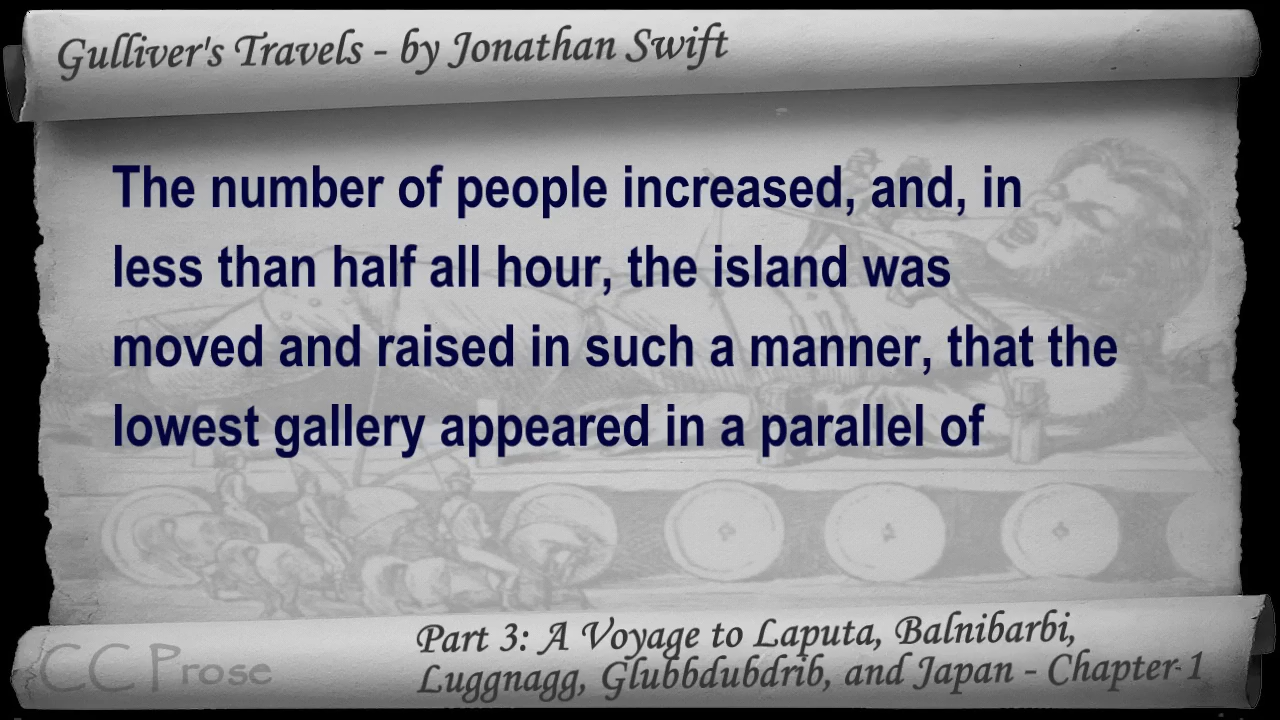 Gulliver's Travels - by Jonathan Swift
The number of people increased, and, in
less than half all hour, the island was
moved and raised in such a manner, that the
lowest gallery appeared in a parallel of
Part 3: A Voyage to Laputa, Balnibarbi,
Luggnagg, Glubbdubdrib, and Japan - Chapter 1
CC Prose